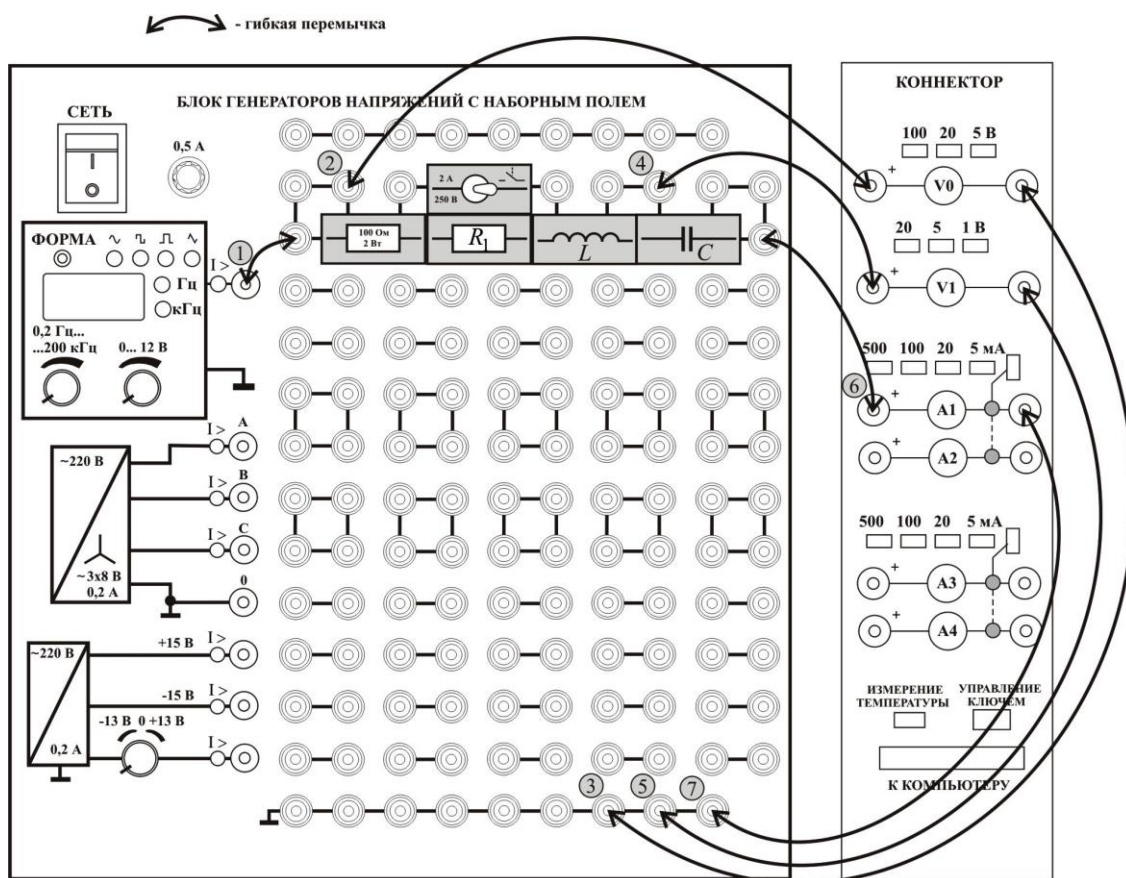 - гибкая перемычка
СЕТЬ
0,5 А
БЛОК ГЕНЕРАТОРОВ НАПРЯЖЕНИЙ С НАБОРНЫМ ПОЛЕМ
ФОРМА
I >
Гц
кГц
0,2 Гц...
...200 кГц
0... 12 В
1
2
2 А
250 В
4
100 Ом
2 Вт
R1
L
C
~220 В
I >
A
I >
B
I >
C
0
~3x8 В
0,2 А
~220 В
+15 В
I >
-15 В
I >
-13 В 0 +13 В
0,2 А
I >
3
5
7
КОННЕКТОР
100 20 5 В
+
V0
20 5 1 В
+
V1
500 100 20 5 мА
6
+
A1
+
A2
500 100 20 5 мА
+
A3
+
A4
ИЗМЕРЕНИЕ
ТЕМПЕРАТУРЫ
УПРАВЛЕНИЕ
КЛЮЧЕМ
К КОМПЬЮТЕРУ